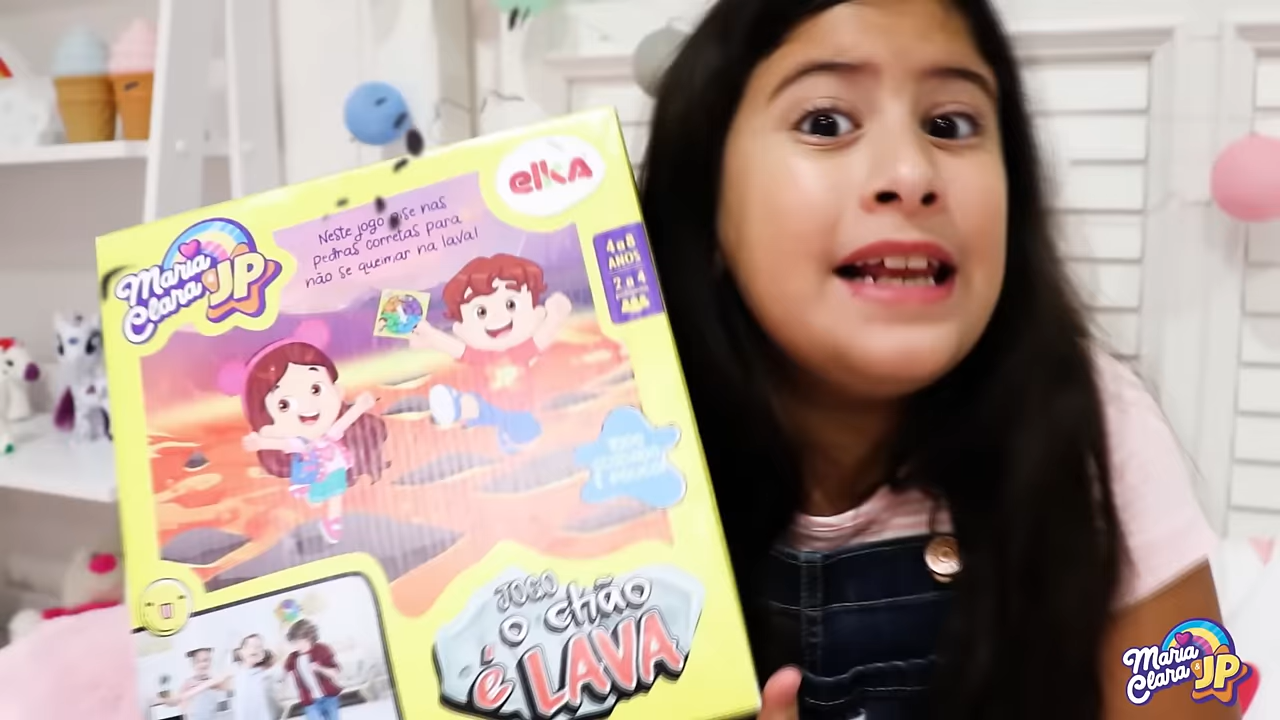 elka
Neste jogo pise nas
pedras corretas para
não se queimar na lava!
4 a 8
ANOS
2 a 4
Maria
Clara & JP
JOGO
o chão
é LAVA
Maria
Clara & JP